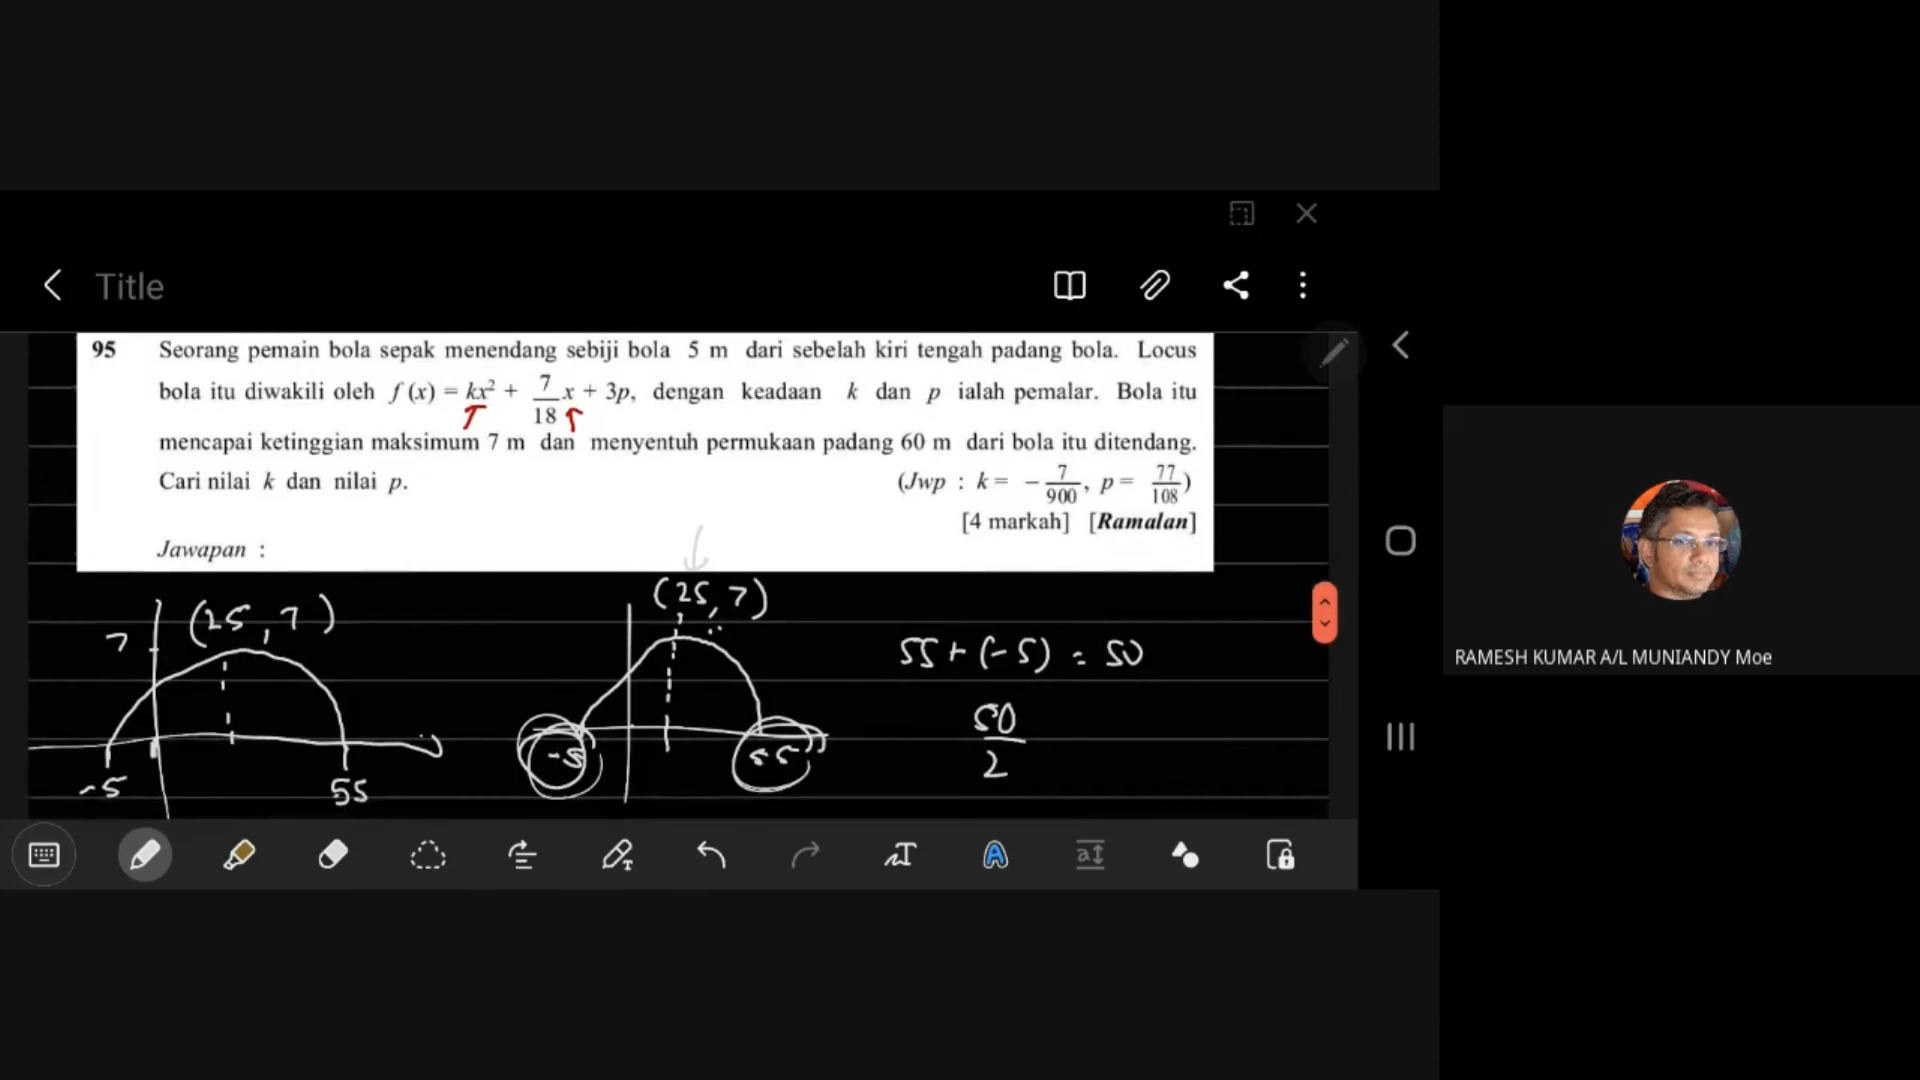 Title
95 Seorang pemain bola sepak menendang sebiji bola 5 m dari sebelah kiri tengah padang bola. Locus
bola itu diwakili oleh f (x) = kx² + 7/18 x + 3p, dengan keadaan k dan p ialah pemalar. Bola itu
mencapai ketinggian maksimum 7 m dan menyentuh permukaan padang 60 m dari bola itu ditendang.
Cari nilai k dan nilai p. (Jwp : k = − 7/900, p = 77/108)
[4 markah] [Ramalan]
Jawapan :
7 (25, 7)
-5 55
(25, 7)
-5 55
55 + (-5) = 50
50/2
RAMESH KUMAR A/L MUNIANDY Moe